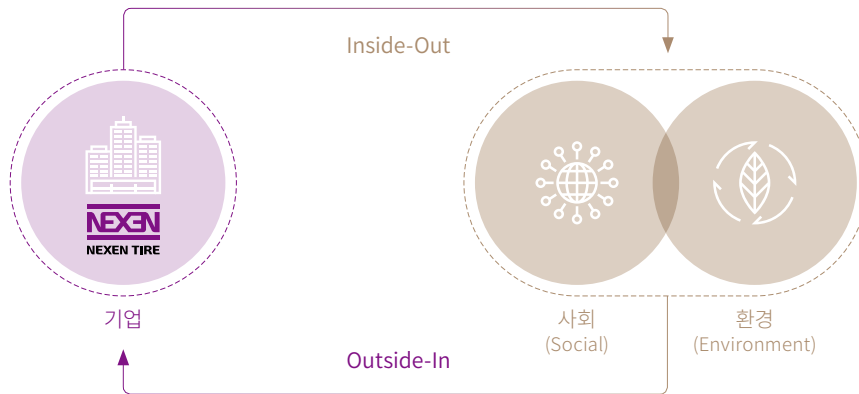 Inside-Out
NEXEN
NEXEN TIRE
기업
사회
(Social)
환경
(Environment)
Outside-In